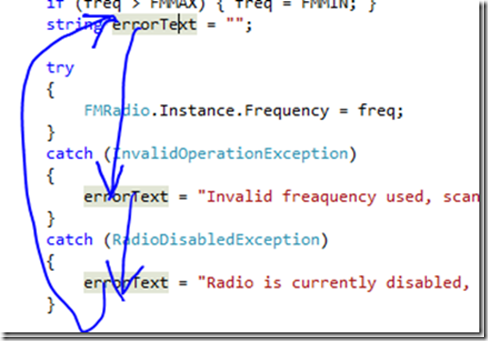 if (freq > FMMAX) { freq = FMMIN; }
string errorText = "";
try
{
FMRadio.Instance.Frequency = freq;
}
catch (InvalidOperationException)
{
errorText = "Invalid freaquency used, scan
}
catch (RadioDisabledException)
{
errorText = "Radio is currently disabled,
}